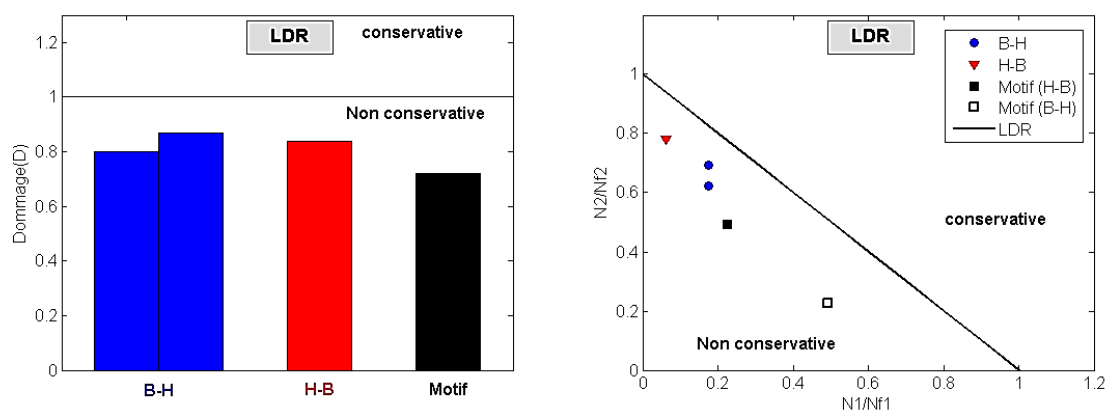 LDR
conservative
Non conservative
1.2
1
0.8
0.6
0.4
0.2
0
Dommage(D)
B-H
H-B
Motif
LDR
B-H
H-B
Motif (H-B)
Motif (B-H)
LDR
conservative
Non conservative
1
0.8
0.6
0.4
0.2
0
N2/Nf2
0
0.2
0.4
0.6
0.8
1
1.2
N1/Nf1